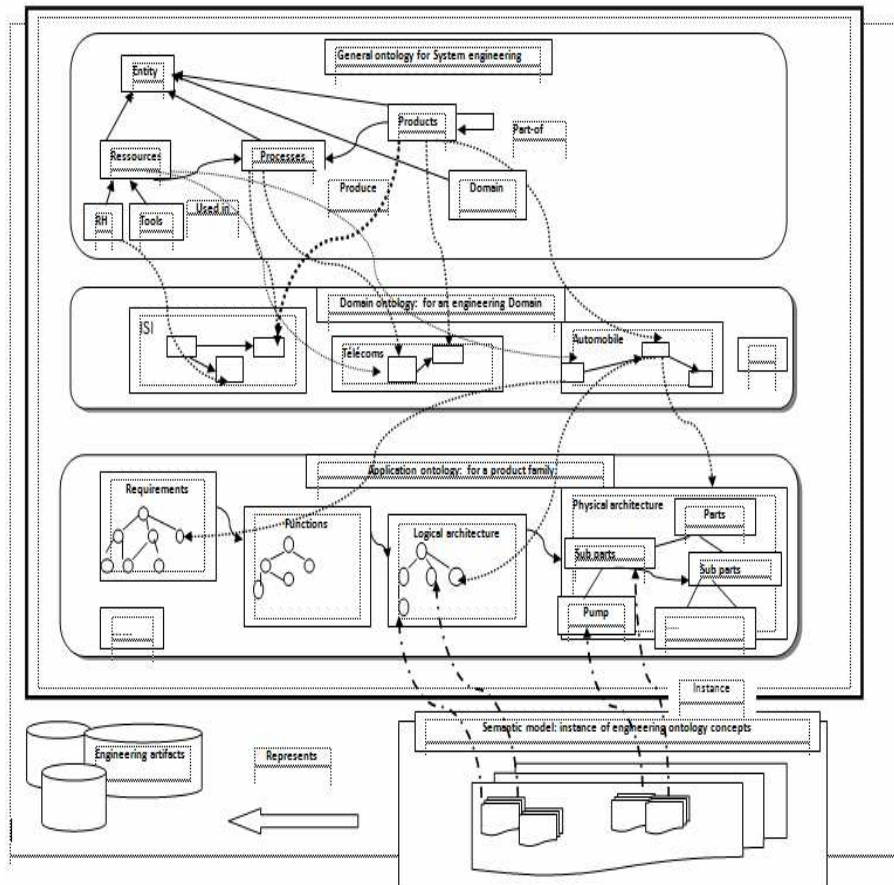 General ontology for System engineering
Entity
Products
Part-of
Ressources
Processes
Produce
Domain
RH
Tools
Used in
Domain ontology: for an engineering Domain
ISI
Télécoms
Automobile
Application ontology: for a product family
Requirements
Functions
Logical architecture
Physical architecture
Parts
Sub parts
Sub parts
Pump
......
.....
Instance
Semantic model: instance of engineering ontology concepts
Engineering artifacts
Represents